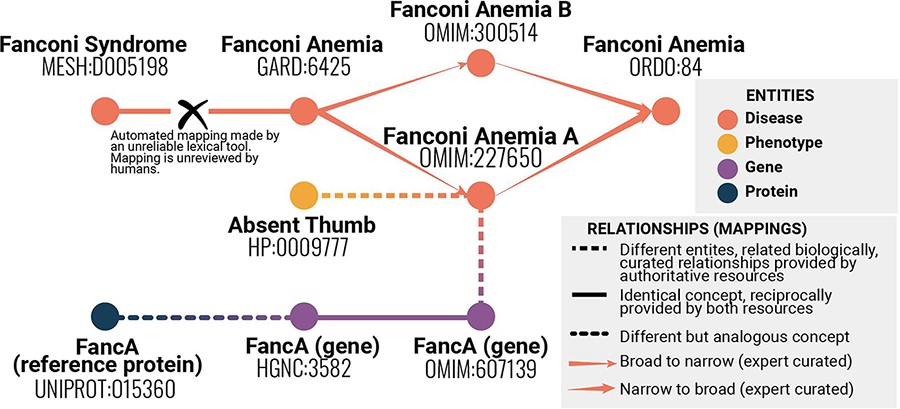 Fanconi Anemia B
OMIM:300514
Fanconi Syndrome
MESH:D005198
Fanconi Anemia
GARD:6425
Fanconi Anemia
ORDO:84
Automated mapping made by
an unreliable lexical tool.
Mapping is unreviewed by
humans.
Fanconi Anemia A
OMIM:227650
Absent Thumb
HP:0009777
FancA
(reference protein)
UNIPROT:O15360
FancA (gene)
HGNC:3582
FancA (gene)
OMIM:607139
ENTITIES
Disease
Phenotype
Gene
Protein
RELATIONSHIPS (MAPPINGS)
Different entites, related biologically,
curated relationships provided by
authoritative resources
Identical concept, reciprocally
provided by both resources
Different but analogous concept
Broad to narrow (expert curated)
Narrow to broad (expert curated)